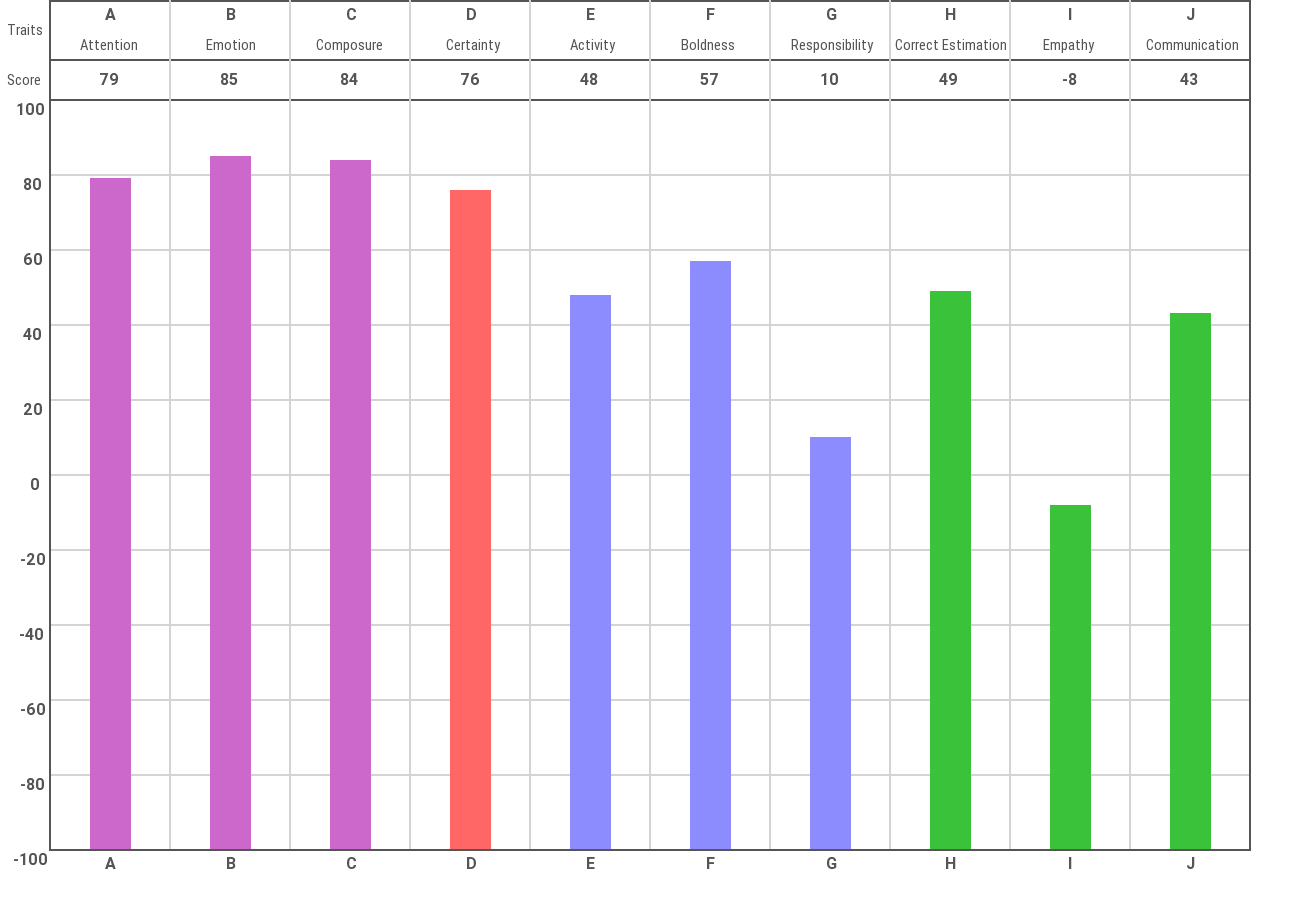 Traits A B C D E F G H I J
Attention Emotion Composure Certainty Activity Boldness Responsibility Correct Estimation Empathy Communication
Score 79 85 84 76 48 57 10 49 -8 43
100
80
60
40
20
0
-20
-40
-60
-80
-100
A B C D E F G H I J